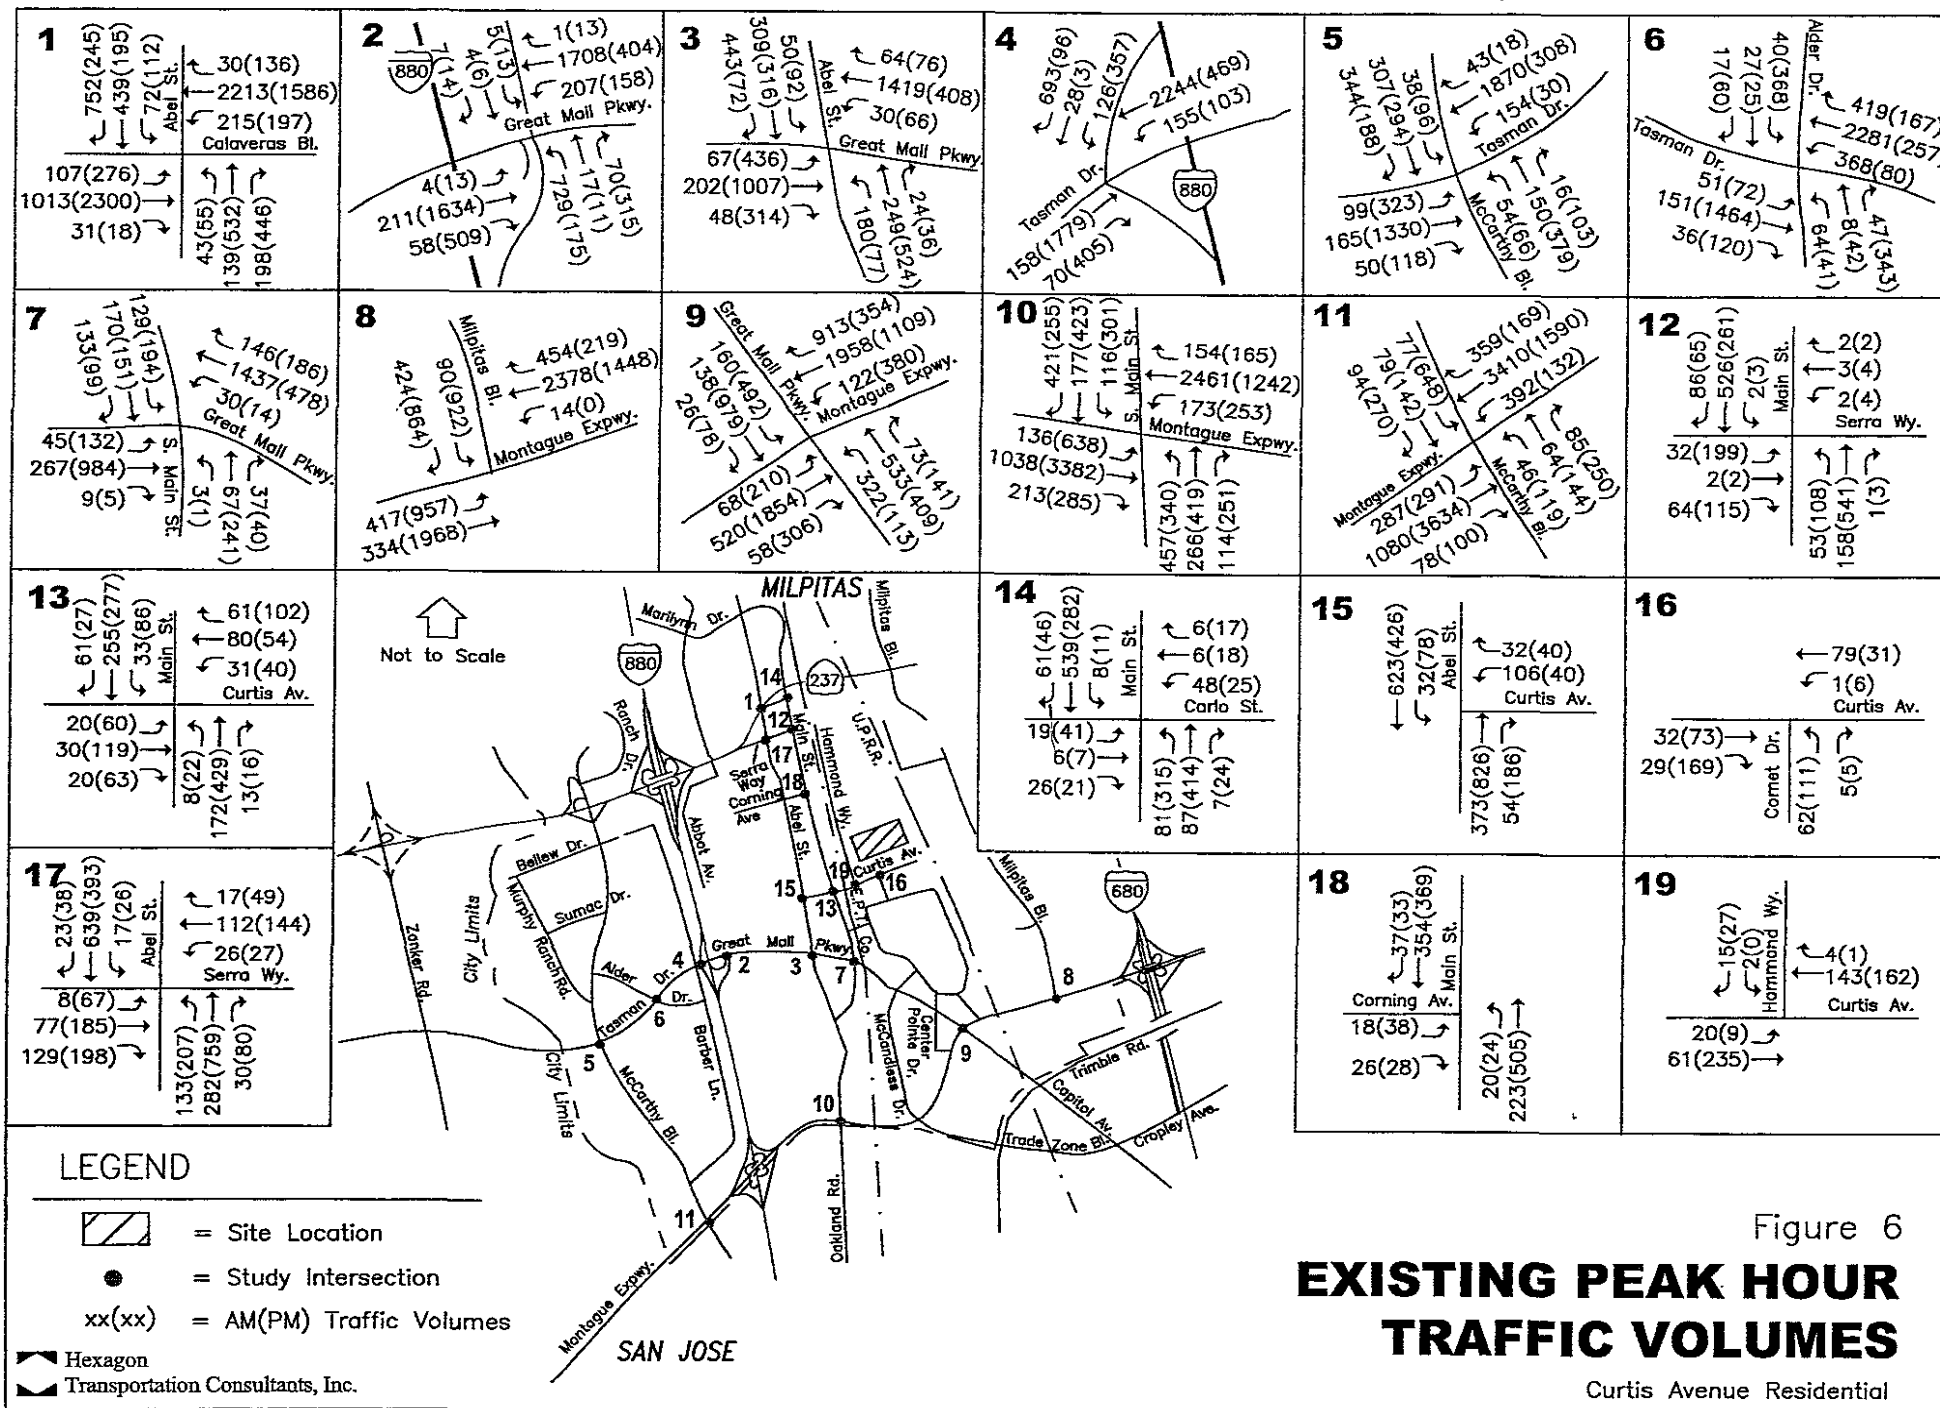 1
752(245)
439(195)
72(112)
Abel St.
30(136)
2213(1586)
215(197)
Calaveras Bl.
107(276)
1013(2300)
31(18)
43(55)
139(532)
198(446)
2
880
7(14)
4(6)
5(13)
1(13)
1708(404)
207(158)
Great Mall Pkwy.
4(13)
211(1634)
58(509)
729(175)
17(11)
70(315)
3
443(72)
309(316)
50(92)
Abel St.
64(76)
1419(408)
30(66)
Great Mall Pkwy.
67(436)
202(1007)
48(314)
180(77)
249(524)
24(36)
4
693(96)
28(3)
126(357)
2244(469)
155(103)
Tasman Dr.
880
158(1779)
70(405)
5
344(188)
307(294)
38(96)
43(18)
1870(308)
154(30)
Tasman Dr.
99(323)
165(1330)
50(118)
McCarthy Bl.
54(66)
150(379)
16(103)
6
17(60)
27(25)
40(368)
Alder Dr.
419(167)
2281(257)
368(80)
Tasman Dr.
51(72)
151(1464)
36(120)
64(41)
8(42)
47(343)
7
133(99)
170(151)
129(194)
146(186)
1437(478)
30(14)
Great Mall Pkwy.
45(132)
267(984)
9(5)
S. Main St.
3(1)
67(241)
37(40)
8
424(864)
90(922)
Milpitas Bl.
454(219)
2378(1448)
14(0)
Montague Expwy.
417(957)
334(1968)
9
Great Mall Pkwy.
26(78)
138(979)
160(492)
913(354)
1958(1109)
122(380)
Montague Expwy.
68(210)
520(1854)
58(306)
322(113)
533(409)
73(141)
10
421(255)
177(423)
116(301)
S. Main St.
154(165)
2461(1242)
173(253)
Montague Expwy.
136(638)
1038(3382)
213(285)
457(340)
266(419)
114(251)
11
94(270)
79(142)
77(648)
359(169)
3410(1590)
392(132)
Montague Expwy.
287(291)
1080(3634)
78(100)
McCarthy Bl.
46(119)
64(144)
85(250)
12
86(65)
526(261)
2(3)
Main St.
2(2)
3(4)
2(4)
Serra Wy.
32(199)
2(2)
64(115)
53(108)
158(541)
1(3)
13
61(27)
255(277)
33(86)
Main St.
61(102)
80(54)
31(40)
Curtis Av.
20(60)
30(119)
20(63)
8(22)
172(429)
13(16)
Not to Scale
MILPITAS
Marilynn Dr.
Milpitas Bl.
880
237
14
1
12
17
18
Ranch Dr.
Serra Way
Corning Ave
Main St.
Hammond Wy.
U.P.R.R.
Abel St.
Abbot Av.
Bellew Dr.
Sumac Dr.
Murphy Ranch Rd.
Zanker Rd.
City Limits
Curtis Av.
19
16
15
13
E.P.T.I. Co.
Milpitas Bl.
680
Great Mall Pkwy.
4
2
3
7
8
Alder Dr.
Tasman Dr.
6
5
9
McCarthy Bl.
Barber Ln.
City Limits
McCandless Dr.
Center Pointe Dr.
Trimble Rd.
Capitol Av.
Trade Zone Bl.
Cropley Ave.
10
11
Oakland Rd.
Montague Expwy.
SAN JOSE
14
61(46)
539(282)
8(11)
Main St.
6(17)
6(18)
48(25)
Carlo St.
19(41)
6(7)
26(21)
81(315)
87(414)
7(24)
15
623(426)
32(78)
Abel St.
32(40)
106(40)
Curtis Av.
373(826)
54(186)
16
79(31)
1(6)
Curtis Av.
32(73)
29(169)
Comet Dr.
62(111)
5(5)
17
23(38)
639(393)
17(26)
Abel St.
17(49)
112(144)
26(27)
Serra Wy.
8(67)
77(185)
129(198)
133(207)
282(759)
30(80)
18
37(33)
354(369)
Main St.
Corning Av.
18(38)
26(28)
20(24)
223(505)
19
15(27)
2(0)
Hammond Wy.
4(1)
143(162)
Curtis Av.
20(9)
61(235)
LEGEND
= Site Location
= Study Intersection
xx(xx) = AM(PM) Traffic Volumes
Hexagon
Transportation Consultants, Inc.
Figure 6
EXISTING PEAK HOUR
TRAFFIC VOLUMES
Curtis Avenue Residential